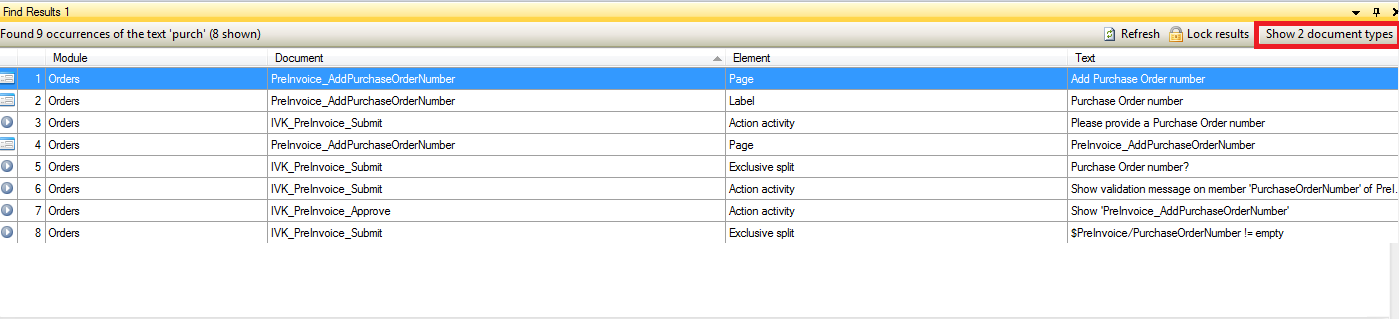 Find Results 1
Found 9 occurrences of the text 'purch' (8 shown) Refresh Lock results Show 2 document types
Module Document Element Text
1 Orders PreInvoice_AddPurchaseOrderNumber Page Add Purchase Order number
2 Orders PreInvoice_AddPurchaseOrderNumber Label Purchase Order number
3 Orders IVK_PreInvoice_Submit Action activity Please provide a Purchase Order number
4 Orders PreInvoice_AddPurchaseOrderNumber Page PreInvoice_AddPurchaseOrderNumber
5 Orders IVK_PreInvoice_Submit Exclusive split Purchase Order number?
6 Orders IVK_PreInvoice_Submit Action activity Show validation message on member 'PurchaseOrderNumber' of PreI...
7 Orders IVK_PreInvoice_Approve Action activity Show 'PreInvoice_AddPurchaseOrderNumber'
8 Orders IVK_PreInvoice_Submit Exclusive split $PreInvoice/PurchaseOrderNumber != empty